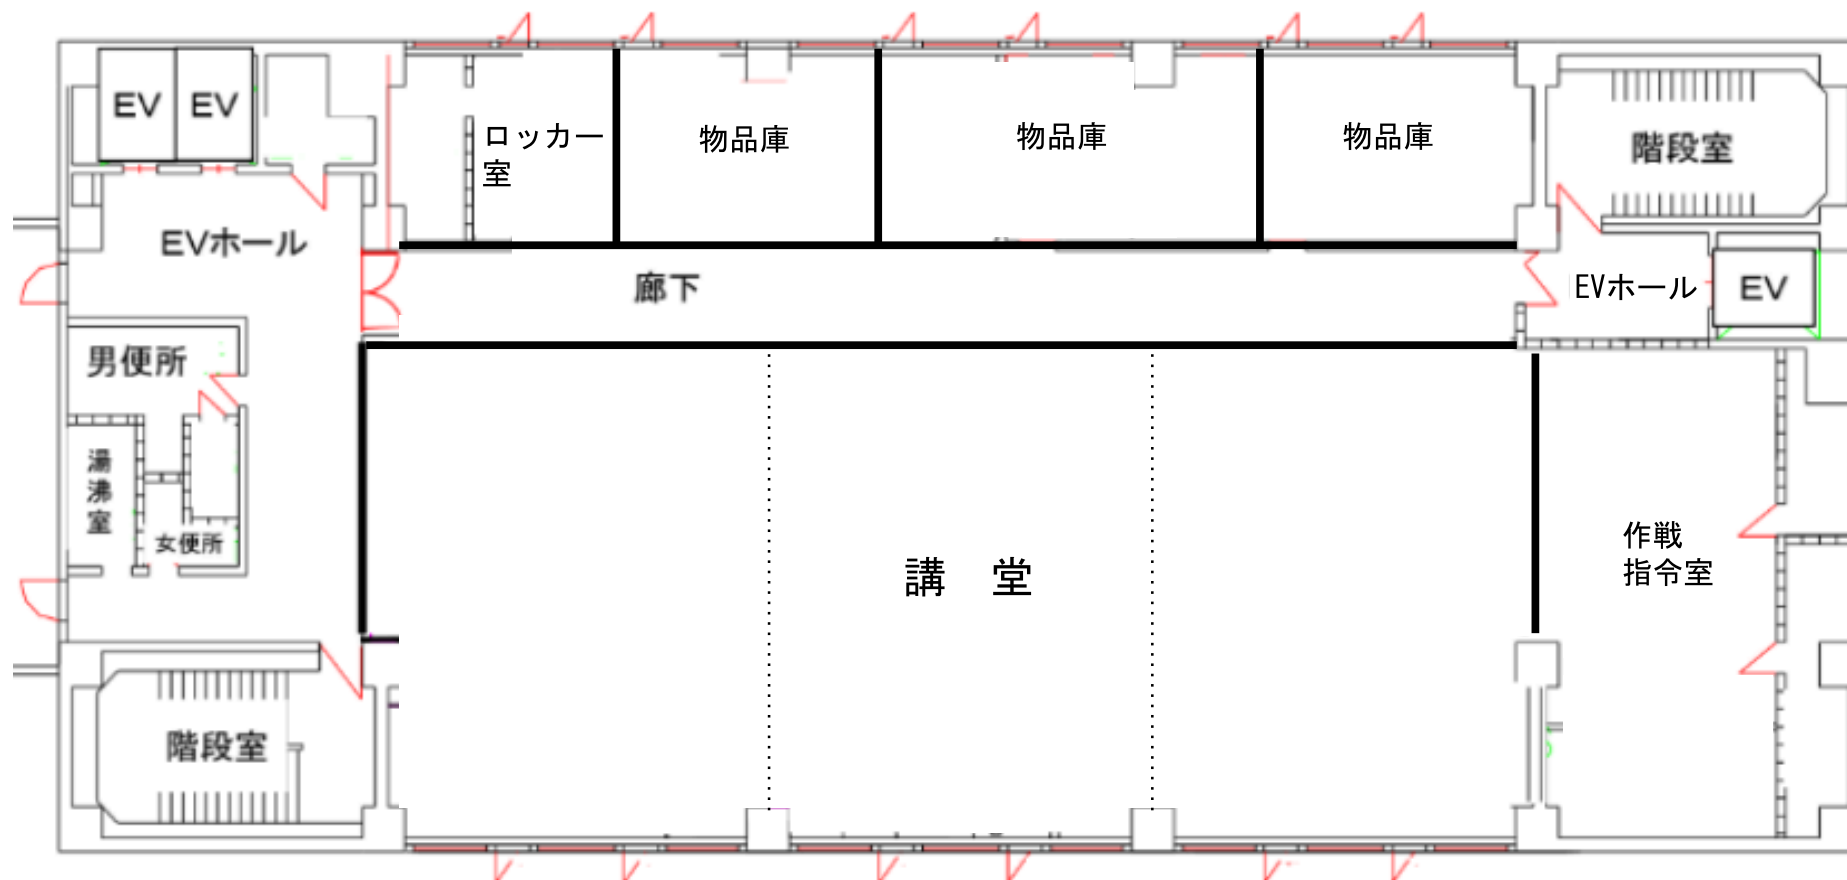 EV
EV
ロッカー
室
物品庫
物品庫
物品庫
階段室
EVホール
廊下
EVホール
EV
男便所
湯沸室
女便所
講　堂
作戦
指令室
階段室